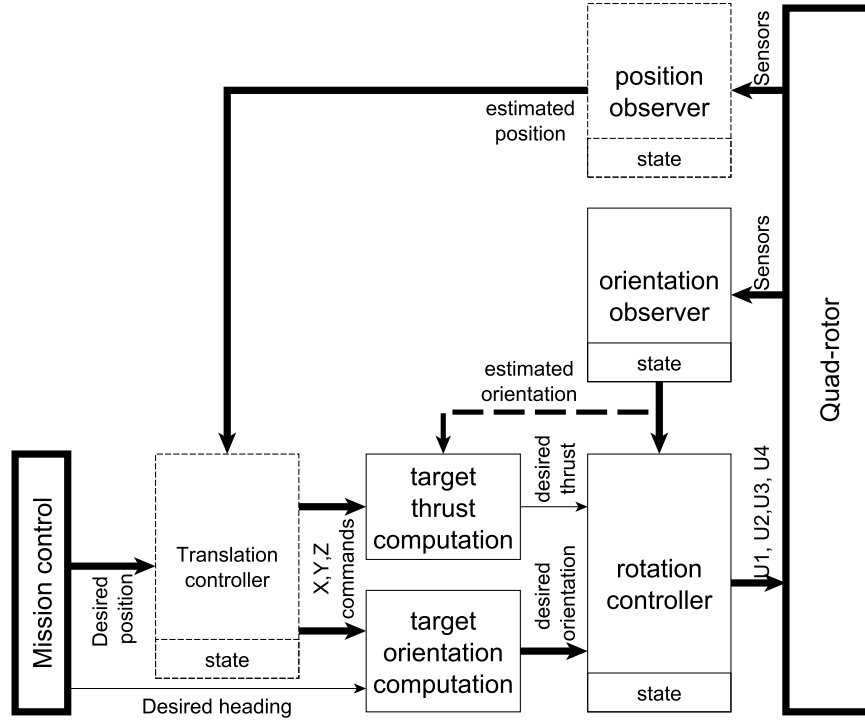 Sensors
position
observer
state
estimated
position
Sensors
orientation
observer
state
estimated
orientation
Quad-rotor
Mission control
Desired
position
Translation
controller
state
X,Y,Z
commands
target
thrust
computation
desired
thrust
target
orientation
computation
desired
orientation
rotation
controller
state
U1, U2,U3, U4
Desired heading